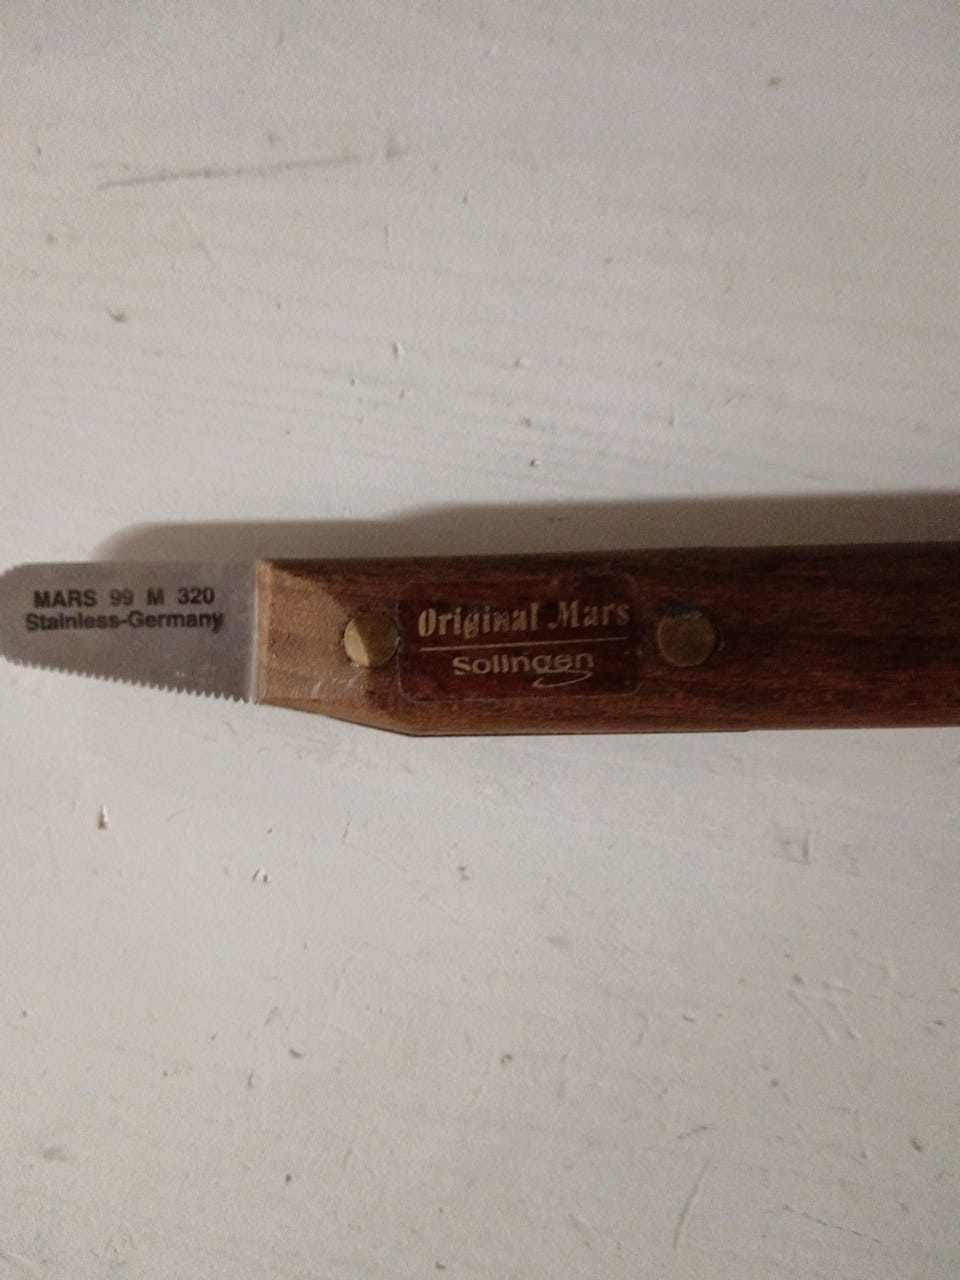 MARS 99 M 320
Stainless-Germany
Original Mars
Solingen